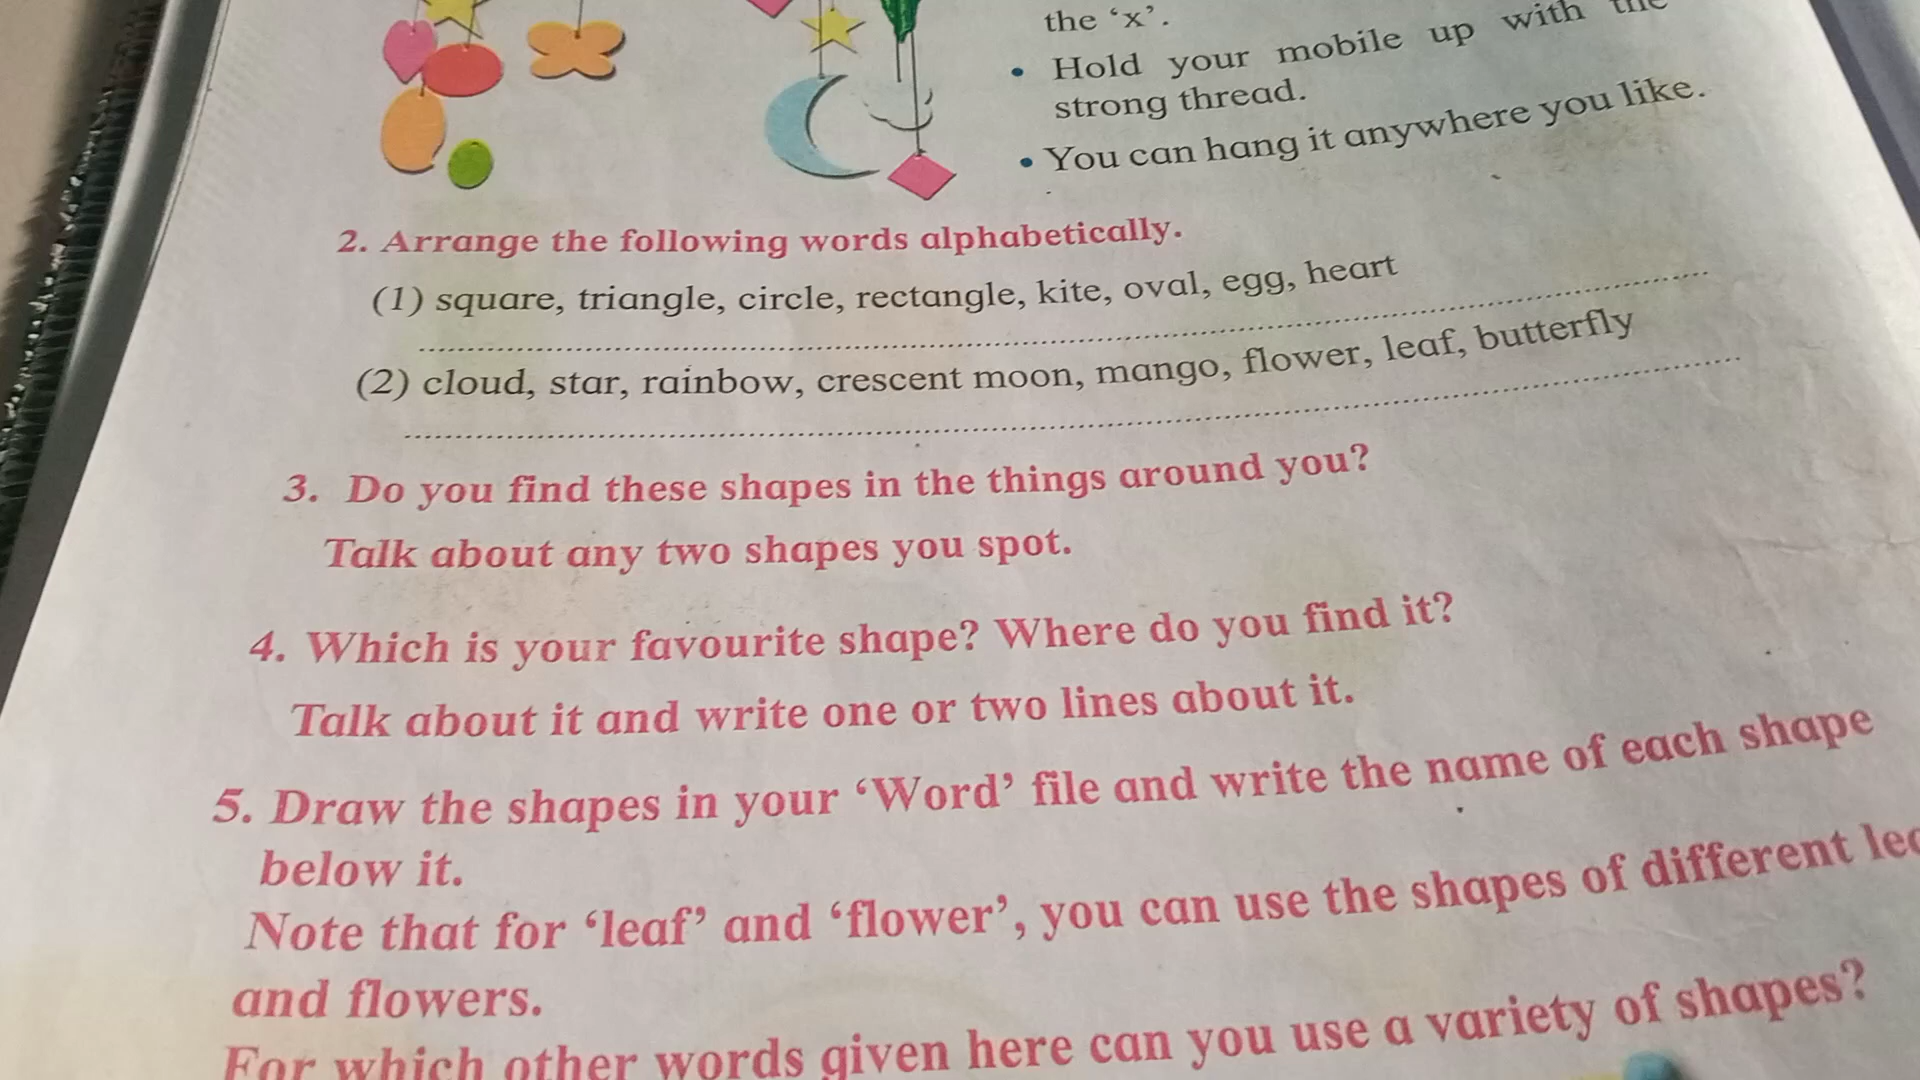 the ‘x’.
• Hold your mobile up with the
strong thread.
• You can hang it anywhere you like.
2. Arrange the following words alphabetically.
(1) square, triangle, circle, rectangle, kite, oval, egg, heart
(2) cloud, star, rainbow, crescent moon, mango, flower, leaf, butterfly
3. Do you find these shapes in the things around you?
Talk about any two shapes you spot.
4. Which is your favourite shape? Where do you find it?
Talk about it and write one or two lines about it.
5. Draw the shapes in your ‘Word’ file and write the name of each shape
below it.
Note that for ‘leaf’ and ‘flower’, you can use the shapes of different
and flowers.
For which other words given here can you use a variety of shapes?